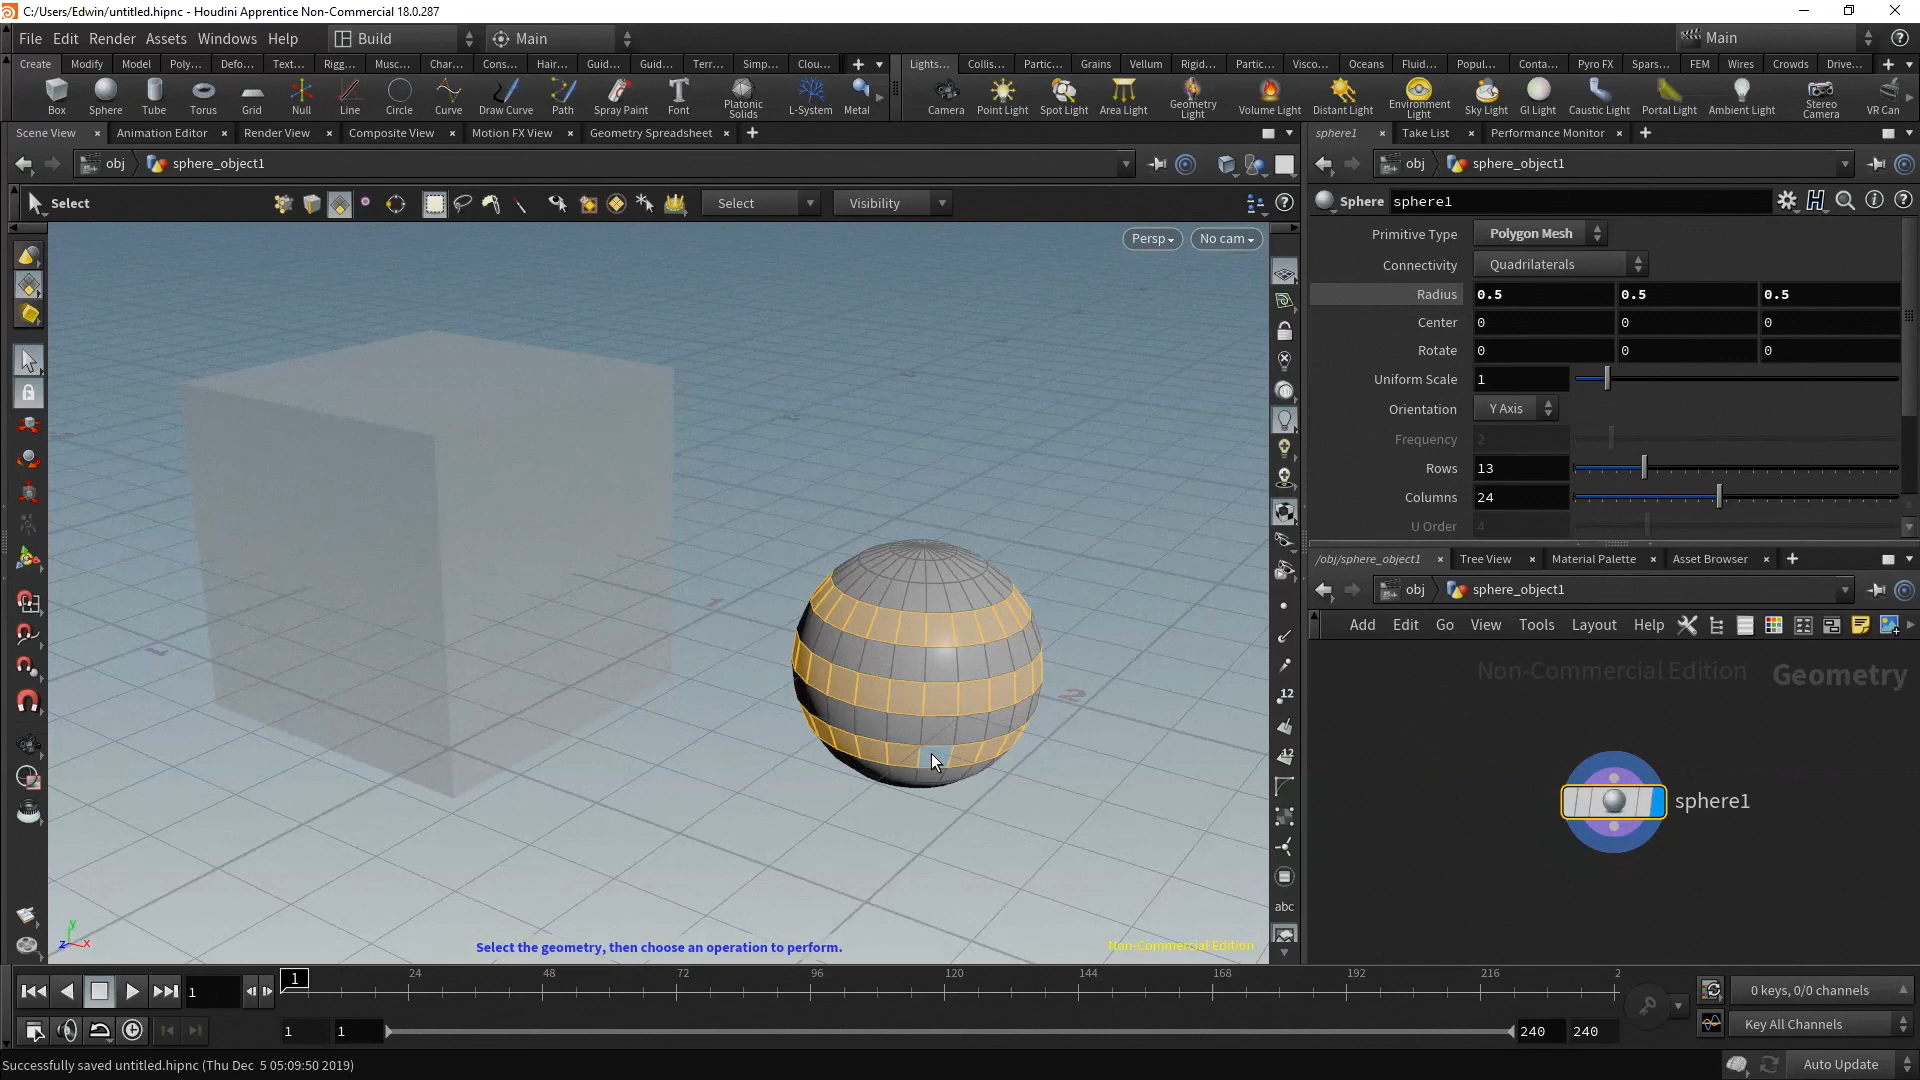 C:/Users/Edwin/untitled.hipnc - Houdini Apprentice Non-Commercial 18.0.287
File Edit Render Assets Windows Help Build Main Main
Create Modify Model Poly... Defo... Text... Rigg... Musc... Char... Cons... Hair... Guid... Guid... Terr... Simp... Clou...
Lights... Collis... Partic... Grains Vellum Rigid... Partic... Visco... Oceans Fluid... Popul... Conta... Pyro FX Spars... FEM Wires Crowds Drive...
Box Sphere Tube Torus Grid Null Line Circle Curve Draw Curve Path Spray Paint Font Platonic Solids L-System Metal
Camera Point Light Spot Light Area Light Geometry Light Volume Light Distant Light Environment Light Sky Light GI Light Caustic Light Portal Light Ambient Light Stereo Camera VR Can
Scene View Animation Editor Render View Composite View Motion FX View Geometry Spreadsheet
sphere1 Take List Performance Monitor
obj sphere_object1
obj sphere_object1
Select Select Visibility
Sphere sphere1
Persp No cam
Primitive Type Polygon Mesh
Connectivity Quadrilaterals
Radius 0.5 0.5 0.5
Center 0 0 0
Rotate 0 0 0
Uniform Scale 1
Orientation Y Axis
Frequency 2
Rows 13
Columns 24
U Order 4
/obj/sphere_object1 Tree View Material Palette Asset Browser
obj sphere_object1
Add Edit Go View Tools Layout Help
Non-Commercial Edition Geometry
sphere1
1
2
12
12
abc
y
z x
Select the geometry, then choose an operation to perform.
Non-Commercial Edition
1 1 24 48 72 96 120 144 168 192 216 2
0 keys, 0/0 channels
1 1 240 240
Key All Channels
Successfully saved untitled.hipnc (Thu Dec 5 05:09:50 2019)
Auto Update